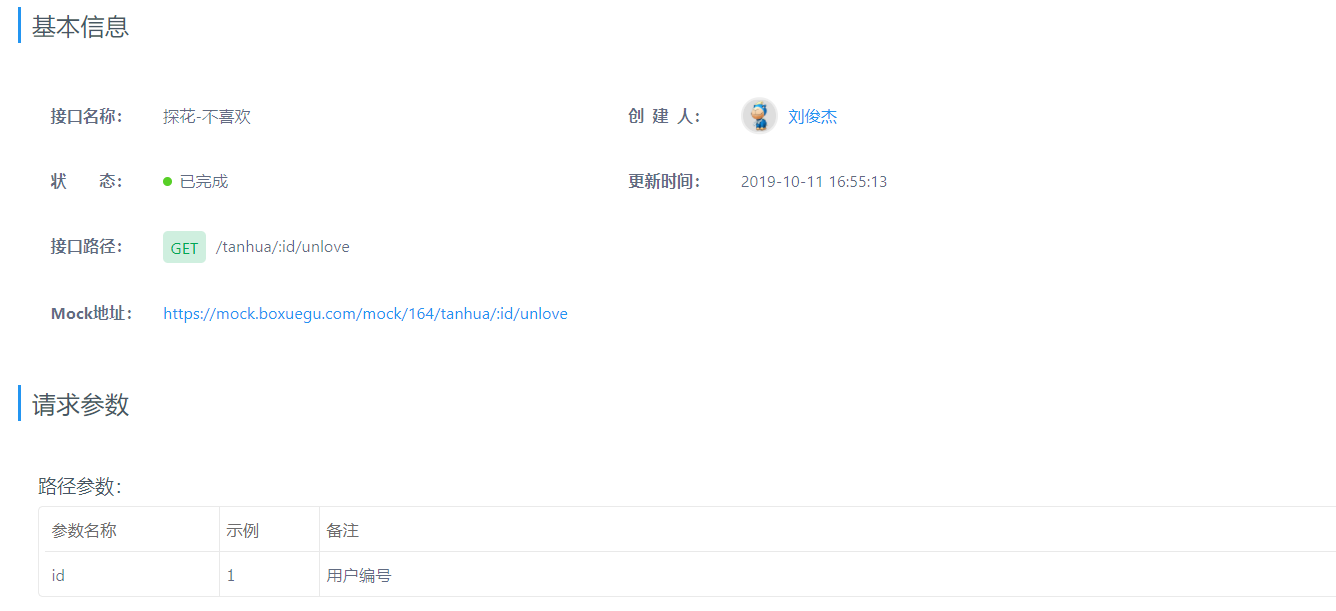 基本信息
接口名称： 探花-不喜欢 创 建 人： 刘俊杰
状 态： 已完成 更新时间： 2019-10-11 16:55:13
接口路径： GET /tanhua/:id/unlove
Mock地址： https://mock.boxuegu.com/mock/164/tanhua/:id/unlove
请求参数
路径参数：
参数名称 示例 备注
id 1 用户编号